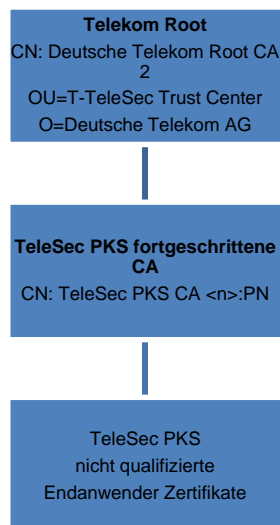 Telekom Root
CN: Deutsche Telekom Root CA
2
OU=T-TeleSec Trust Center
O=Deutsche Telekom AG
TeleSec PKS fortgeschrittene
CA
CN: TeleSec PKS CA <n>:PN
TeleSec PKS
nicht qualifizierte
Endanwender Zertifikate